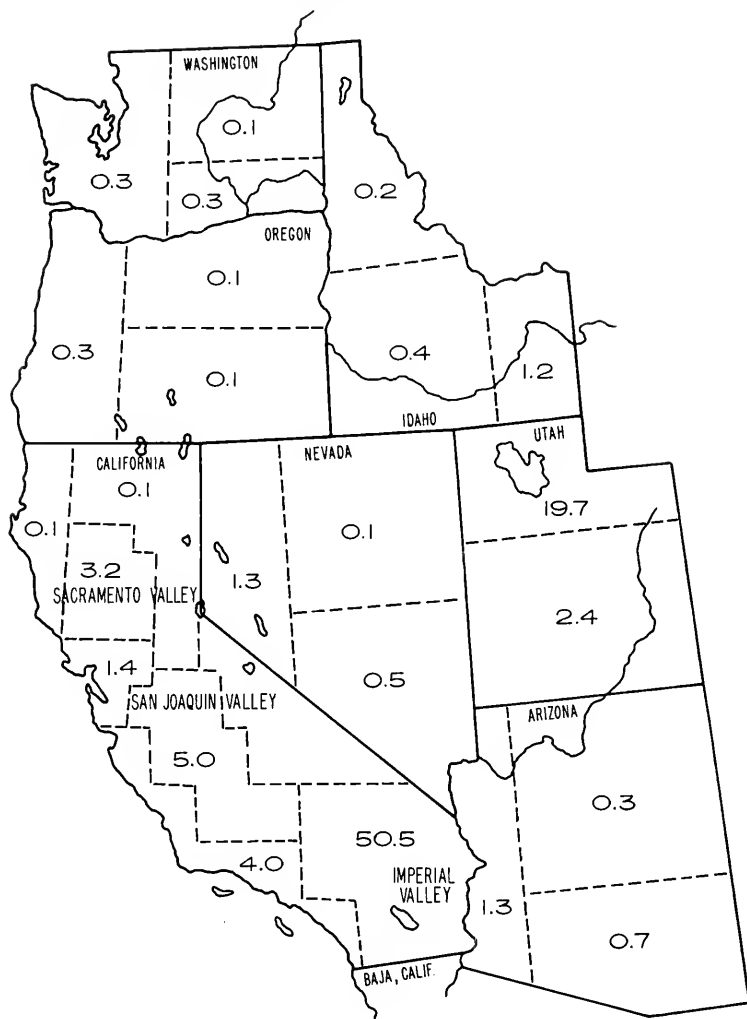 WASHINGTON
0.1
0.3
0.3
0.2
OREGON
0.1
0.3
0.1
0.4
1.2
IDAHO
CALIFORNIA
NEVADA
UTAH
0.1
0.1
0.1
19.7
3.2
SACRAMENTO VALLEY
1.3
2.4
1.4
0.5
SAN JOAQUIN VALLEY
ARIZONA
5.0
0.3
50.5
4.0
IMPERIAL
VALLEY
1.3
0.7
BAJA, CALIF.